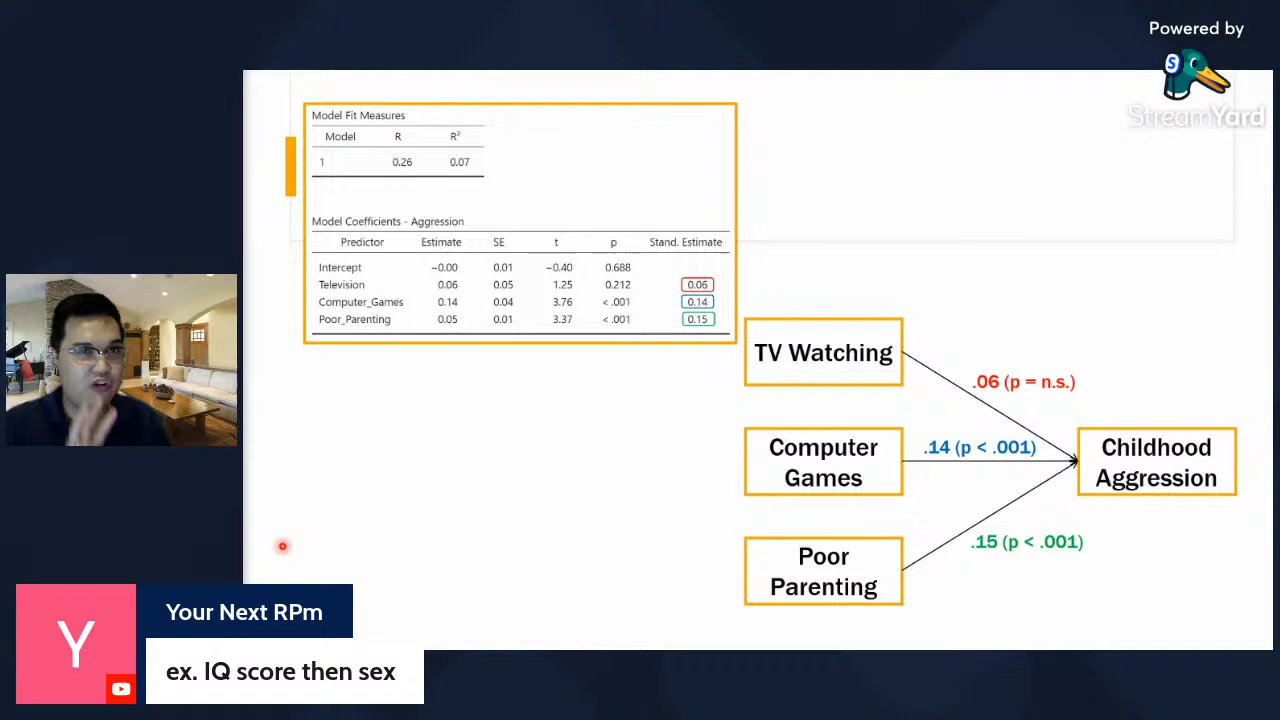 Powered by
S
StreamYard
Model Fit Measures
Model R R²
1 0.26 0.07
Model Coefficients - Aggression
Predictor Estimate SE t p Stand. Estimate
Intercept −0.00 0.01 −0.40 0.688
Television 0.06 0.05 1.25 0.212 0.06
Computer_Games 0.14 0.04 3.76 < .001 0.14
Poor_Parenting 0.05 0.01 3.37 < .001 0.15
TV Watching
.06 (p = n.s.)
Computer
Games
.14 (p < .001)
Childhood
Aggression
Poor
Parenting
.15 (p < .001)
Y
Your Next RPm
ex. IQ score then sex